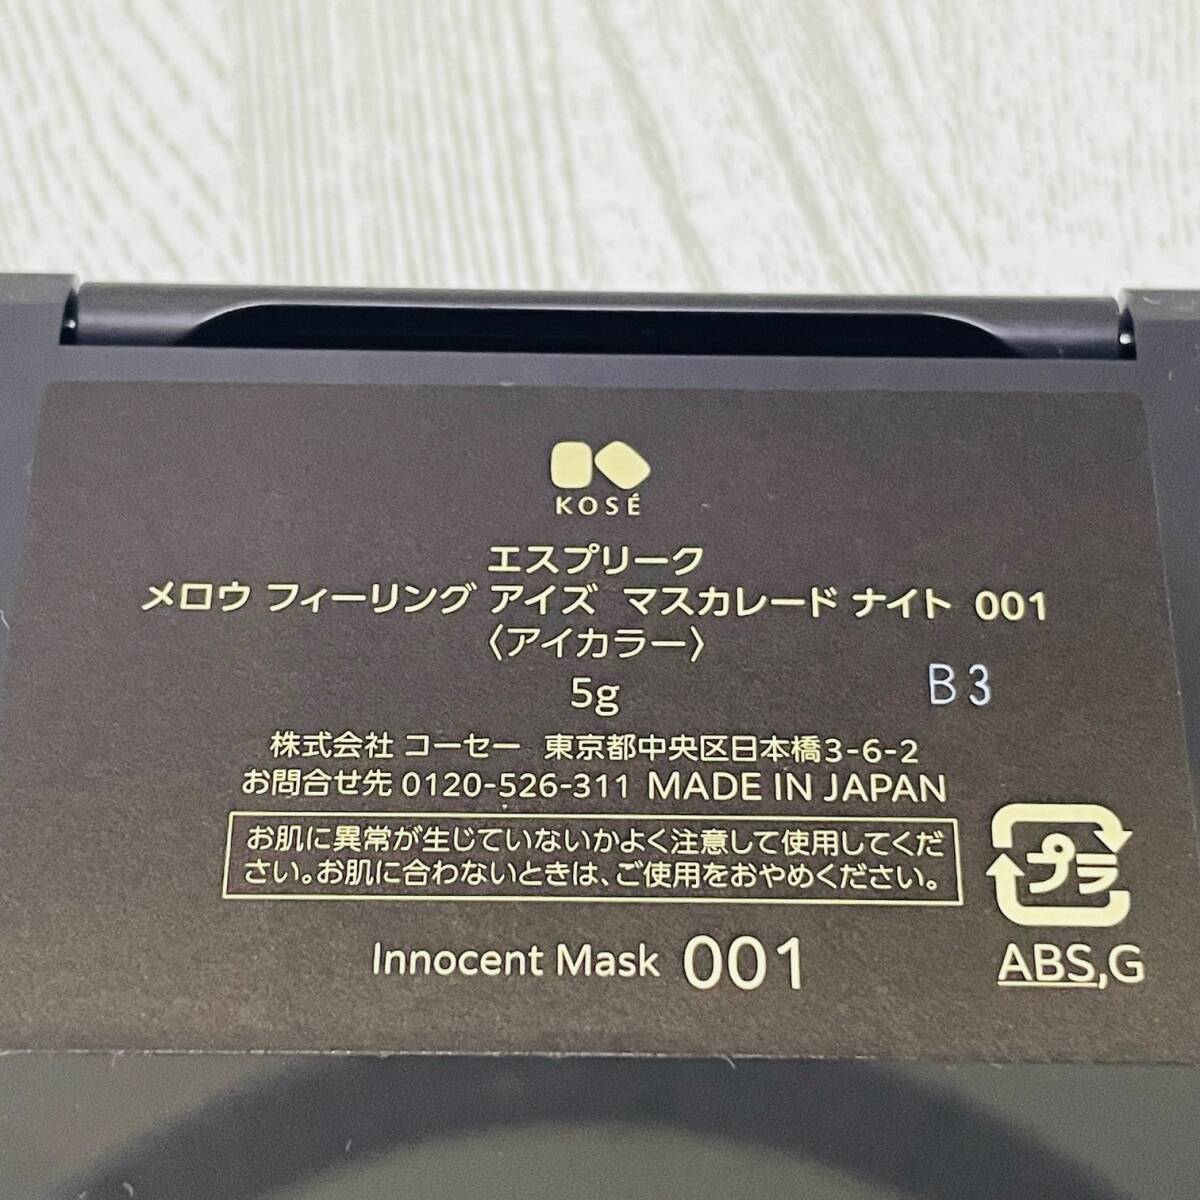 KOSÉ
エスプリーク
メロウ フィーリング アイズ マスカレード ナイト 001
〈アイカラー〉
5g
B3
株式会社 コーセー 東京都中央区日本橋3-6-2
お問合せ先 0120-526-311 MADE IN JAPAN
お肌に異常が生じていないかよく注意して使用してくだ
さい。お肌に合わないときは、ご使用をおやめください。
プラ
ABS,G
Innocent Mask 001